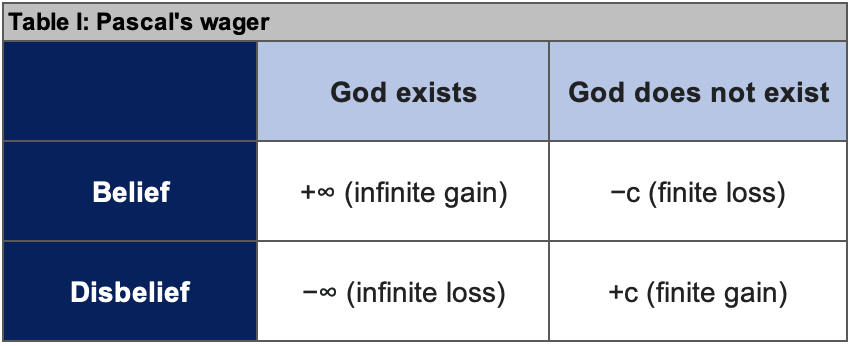 Table I: Pascal's wager
God exists God does not exist
Belief +∞ (infinite gain) −c (finite loss)
Disbelief −∞ (infinite loss) +c (finite gain)